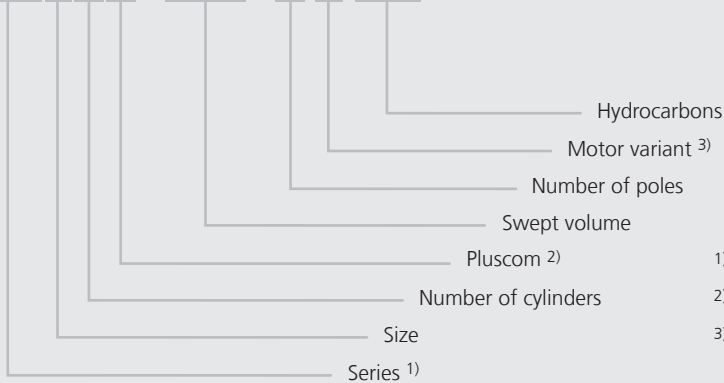 Hydrocarbons
Motor variant 3)
Number of poles
Swept volume
Pluscom 2)
1)
Number of cylinders
2)
Size
3)
Series 1)